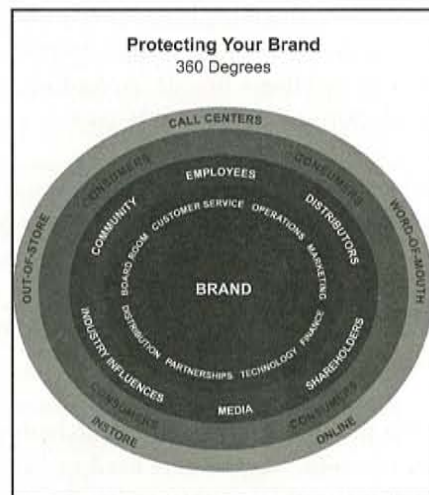 Protecting Your Brand
360 Degrees
CALL CENTERS
CONSUMERS
CONSUMERS
EMPLOYEES
COMMUNITY
DISTRIBUTORS
OUT-OF-STORE
WORD-OF-MOUTH
CUSTOMER SERVICE
OPERATIONS
BOARD ROOM
MARKETING
BRAND
DISTRIBUTION
FINANCE
PARTNERSHIPS
TECHNOLOGY
INDUSTRY INFLUENCES
SHAREHOLDERS
MEDIA
CONSUMERS
CONSUMERS
INSTORE
ONLINE